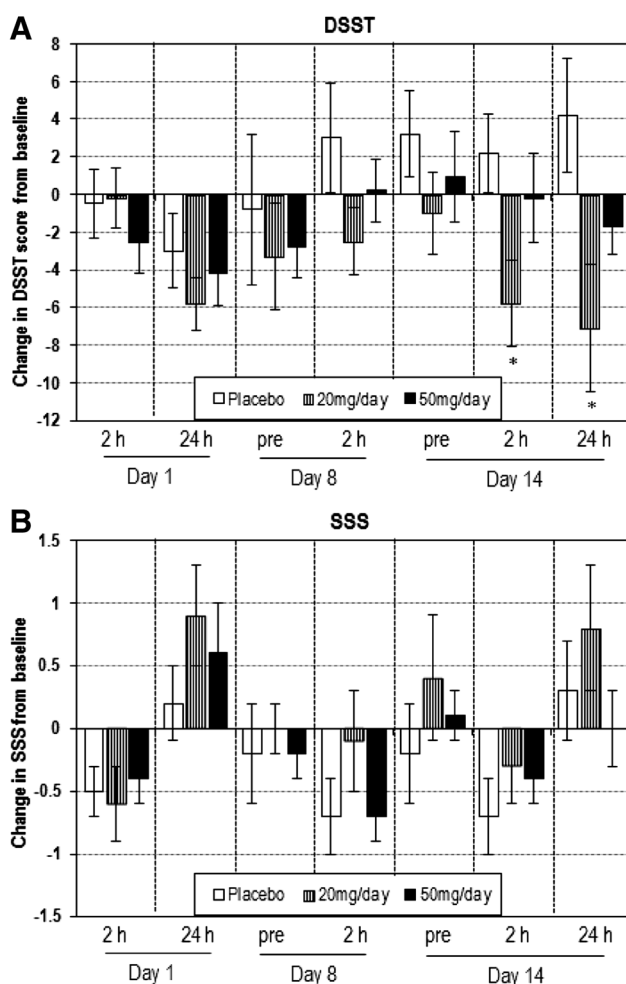 A
DSST
8
6
4
2
0
-2
-4
-6
-8
-10
-12
Change in DSST score from baseline
* *
Placebo 20mg/day 50mg/day
2 h 24 h pre 2 h pre 2 h 24 h
Day 1 Day 8 Day 14
B
SSS
1.5
1
0.5
0
-0.5
-1
-1.5
Change in SSS from baseline
Placebo 20mg/day 50mg/day
2 h 24 h pre 2 h pre 2 h 24 h
Day 1 Day 8 Day 14